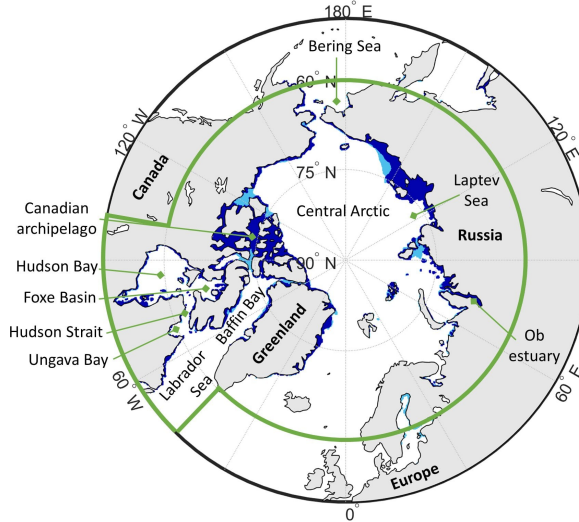 180° E
Bering Sea
60° N
120° W
120° E
Canada
75° N
Laptev
Sea
Canadian
archipelago
Central Arctic
Russia
Hudson Bay
90° N
Foxe Basin
Baffin Bay
Greenland
Hudson Strait
Ungava Bay
Labrador
Sea
Ob
estuary
60° W
60° E
Europe
0°